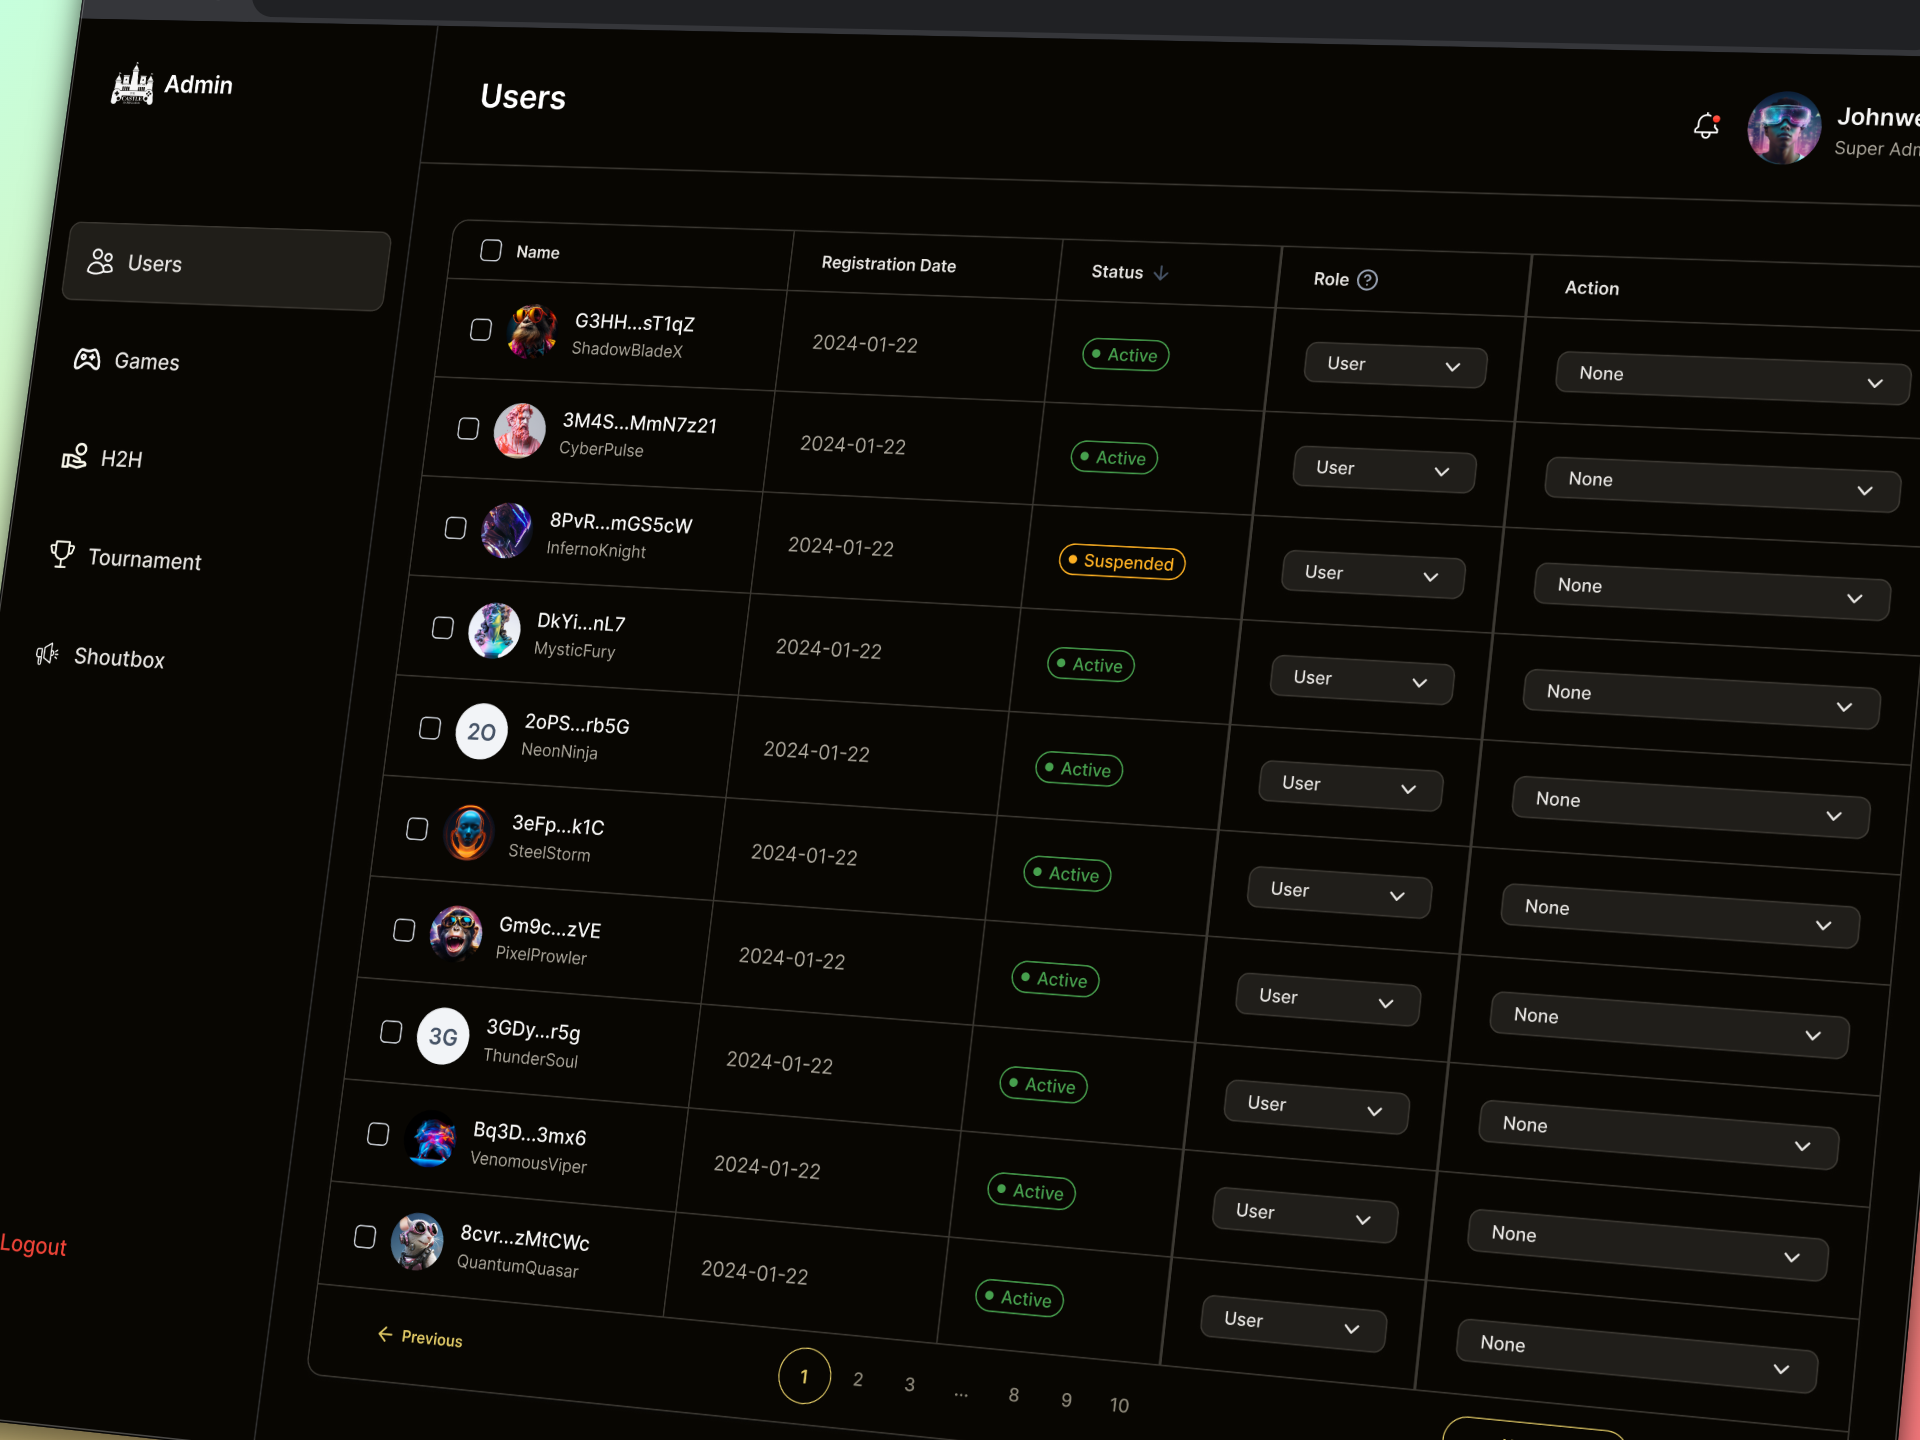 Admin
Users
Johnwe
Super Adm
Users
Games
H2H
Tournament
Shoutbox
Logout
Name
Registration Date
Status
Role ?
Action
G3HH...sT1qZ
ShadowBladeX
2024-01-22
Active
User
None
3M4S...MmN7z21
CyberPulse
2024-01-22
Active
User
None
8PvR...mGS5cW
InfernoKnight
2024-01-22
Suspended
User
None
DkYi...nL7
MysticFury
2024-01-22
Active
User
None
2O
2oPS...rb5G
NeonNinja
2024-01-22
Active
User
None
3eFp...k1C
SteelStorm
2024-01-22
Active
User
None
Gm9c...zVE
PixelProwler
2024-01-22
Active
User
None
3G
3GDy...r5g
ThunderSoul
2024-01-22
Active
User
None
Bq3D...3mx6
VenomousViper
2024-01-22
Active
User
None
8cvr...zMtCWc
QuantumQuasar
2024-01-22
Active
User
None
Previous
1 2 3 ... 8 9 10